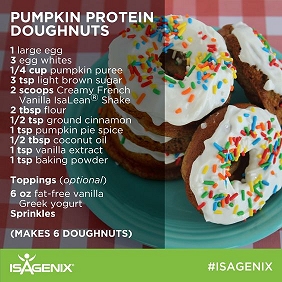 PUMPKIN PROTEIN
DOUGHNUTS
1 large egg
3 egg whites
1/4 cup pumpkin puree
3 tsp light brown sugar
2 scoops Creamy French
Vanilla IsaLean® Shake
2 tbsp flour
1/2 tsp ground cinnamon
1 tsp pumpkin pie spice
1/2 tbsp coconut oil
1 tsp vanilla extract
1 tsp baking powder
Toppings (optional)
6 oz fat-free vanilla
Greek yogurt
Sprinkles
(MAKES 6 DOUGHNUTS)
ISAGENIX®
#ISAGENIX